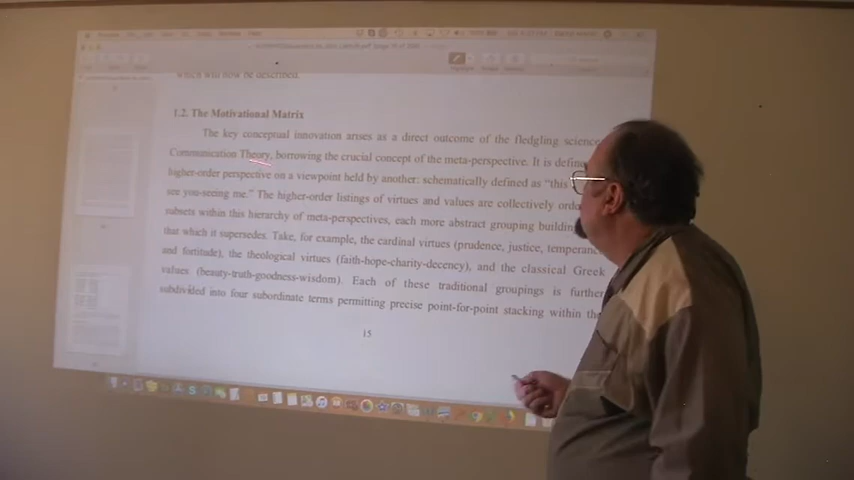 which will now be described.
1.2. The Motivational Matrix
The key conceptual innovation arises as a direct outcome of the fledgling science
Communication Theory, borrowing the crucial concept of the meta-perspective. It is
higher-order perspective on a viewpoint held by another: schematically defined as "this
see you-seeing me." The higher-order listings of virtues and values are collectively
subsets within this hierarchy of meta-perspectives, each more abstract grouping
that which it supersedes. Take, for example, the cardinal virtues (prudence, justice, temperance
and fortitude), the theological virtues (faith-hope-charity-decency), and the classical Greek
values (beauty-truth-goodness-wisdom). Each of these traditional groupings is further
subdivided into four subordinate terms permitting precise point-for-point stacking within the
15